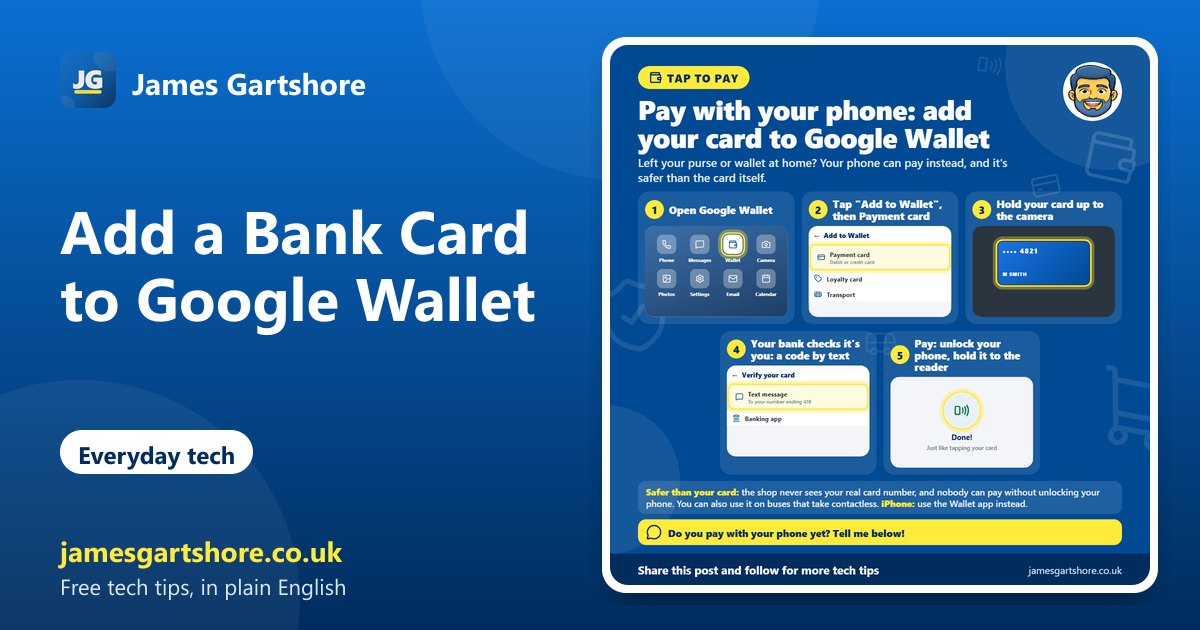 JG
James Gartshore
Add a Bank Card
to Google Wallet
Everyday tech
jamesgartshore.co.uk
Free tech tips, in plain English
TAP TO PAY
Pay with your phone: add
your card to Google Wallet
Left your purse or wallet at home? Your phone can pay instead, and it's
safer than the card itself.
1 Open Google Wallet
Phone Messages Wallet Camera
Photos Settings Email Calendar
2 Tap "Add to Wallet",
then Payment card
← Add to Wallet
Payment card
Debit or credit card
Loyalty card
Transport
3 Hold your card up to
the camera
•••• 4821
M SMITH
4 Your bank checks it's
you: a code by text
← Verify your card
Text message
To your number ending 418
Banking app
5 Pay: unlock your
phone, hold it to the
reader
Done!
Just like tapping your card
Safer than your card: the shop never sees your real card number, and nobody can pay without unlocking your
phone. You can also use it on buses that take contactless. iPhone: use the Wallet app instead.
Do you pay with your phone yet? Tell me below!
Share this post and follow for more tech tips
jamesgartshore.co.uk